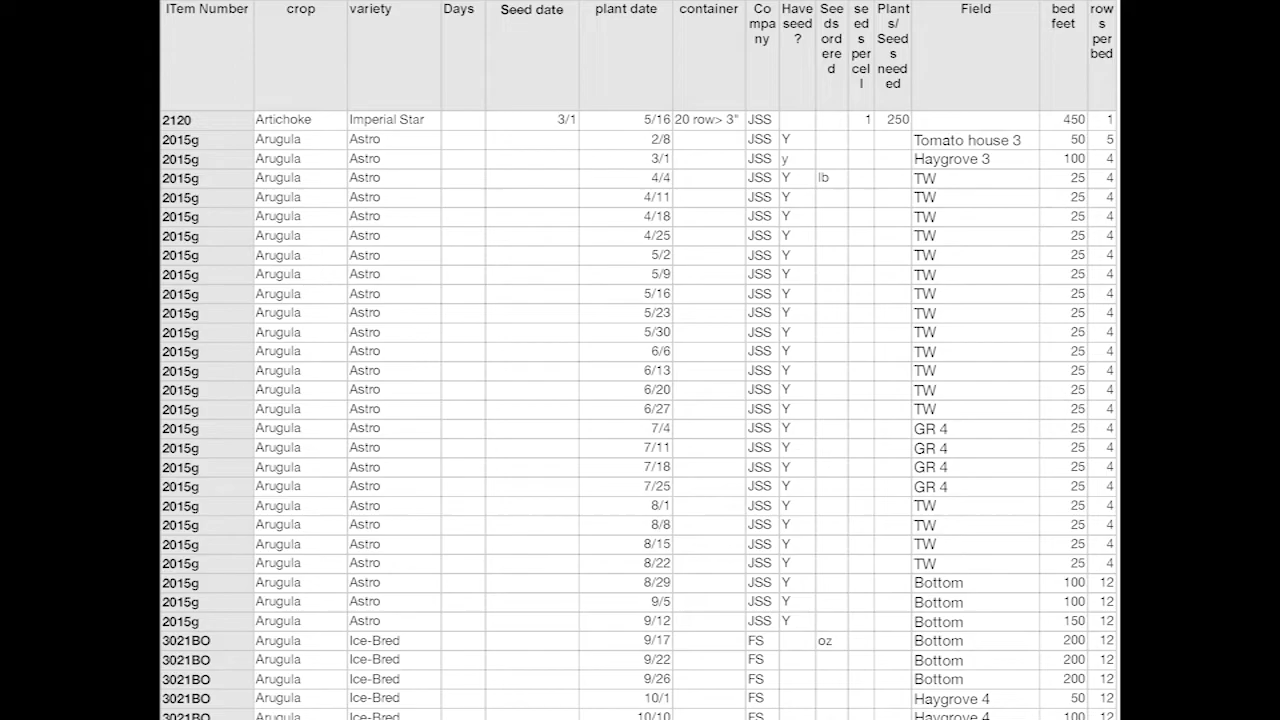 ITem Number crop variety Days Seed date plant date container Company Have seed? Seeds ordered seeds per cell Plants/Seeds needed Field bed feet rows per bed
2120 Artichoke Imperial Star 3/1 5/16 20 row> 3" JSS 1 250 450 1
2015g Arugula Astro 2/8 JSS Y Tomato house 3 50 5
2015g Arugula Astro 3/1 JSS y Haygrove 3 100 4
2015g Arugula Astro 4/4 JSS Y lb TW 25 4
2015g Arugula Astro 4/11 JSS Y TW 25 4
2015g Arugula Astro 4/18 JSS Y TW 25 4
2015g Arugula Astro 4/25 JSS Y TW 25 4
2015g Arugula Astro 5/2 JSS Y TW 25 4
2015g Arugula Astro 5/9 JSS Y TW 25 4
2015g Arugula Astro 5/16 JSS Y TW 25 4
2015g Arugula Astro 5/23 JSS Y TW 25 4
2015g Arugula Astro 5/30 JSS Y TW 25 4
2015g Arugula Astro 6/6 JSS Y TW 25 4
2015g Arugula Astro 6/13 JSS Y TW 25 4
2015g Arugula Astro 6/20 JSS Y TW 25 4
2015g Arugula Astro 6/27 JSS Y TW 25 4
2015g Arugula Astro 7/4 JSS Y GR 4 25 4
2015g Arugula Astro 7/11 JSS Y GR 4 25 4
2015g Arugula Astro 7/18 JSS Y GR 4 25 4
2015g Arugula Astro 7/25 JSS Y GR 4 25 4
2015g Arugula Astro 8/1 JSS Y TW 25 4
2015g Arugula Astro 8/8 JSS Y TW 25 4
2015g Arugula Astro 8/15 JSS Y TW 25 4
2015g Arugula Astro 8/22 JSS Y TW 25 4
2015g Arugula Astro 8/29 JSS Y Bottom 100 12
2015g Arugula Astro 9/5 JSS Y Bottom 100 12
2015g Arugula Astro 9/12 JSS Y Bottom 150 12
3021BO Arugula Ice-Bred 9/17 FS oz Bottom 200 12
3021BO Arugula Ice-Bred 9/22 FS Bottom 200 12
3021BO Arugula Ice-Bred 9/26 FS Bottom 200 12
3021BO Arugula Ice-Bred 10/1 FS Haygrove 4 50 12
3021BO Arugula Ice-Bred 10/10 FS Haygrove 4 100 12